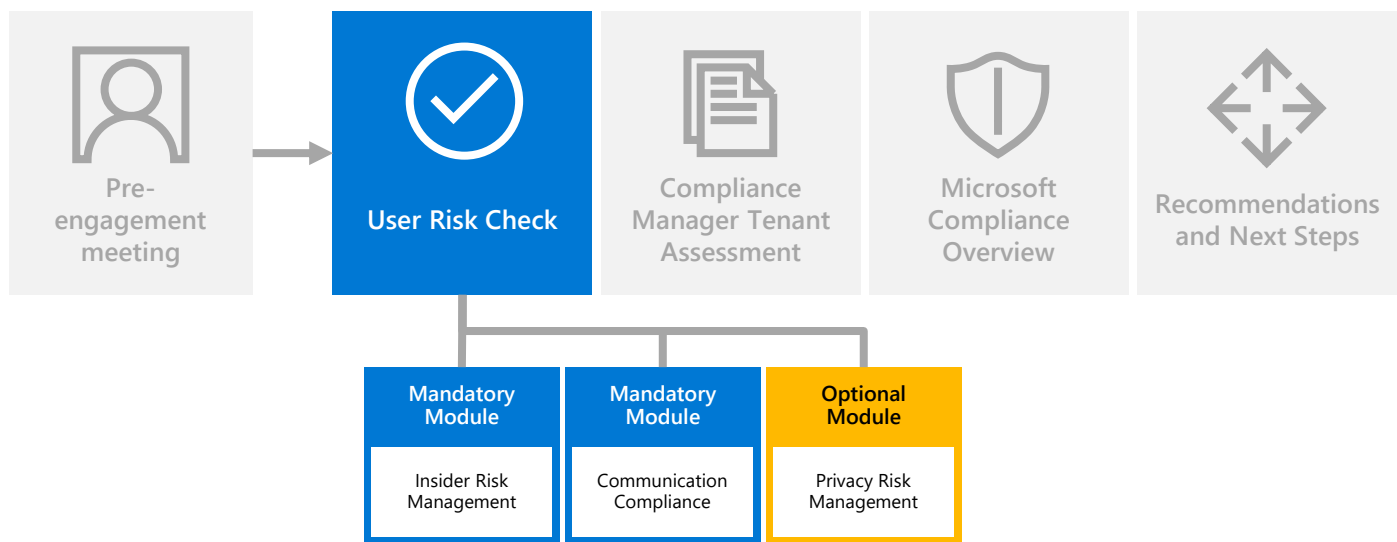 Pre-
engagement
meeting
User Risk Check
Compliance
Manager Tenant
Assessment
Microsoft
Compliance
Overview
Recommendations
and Next Steps
Mandatory
Module
Insider Risk
Management
Mandatory
Module
Communication
Compliance
Optional
Module
Privacy Risk
Management